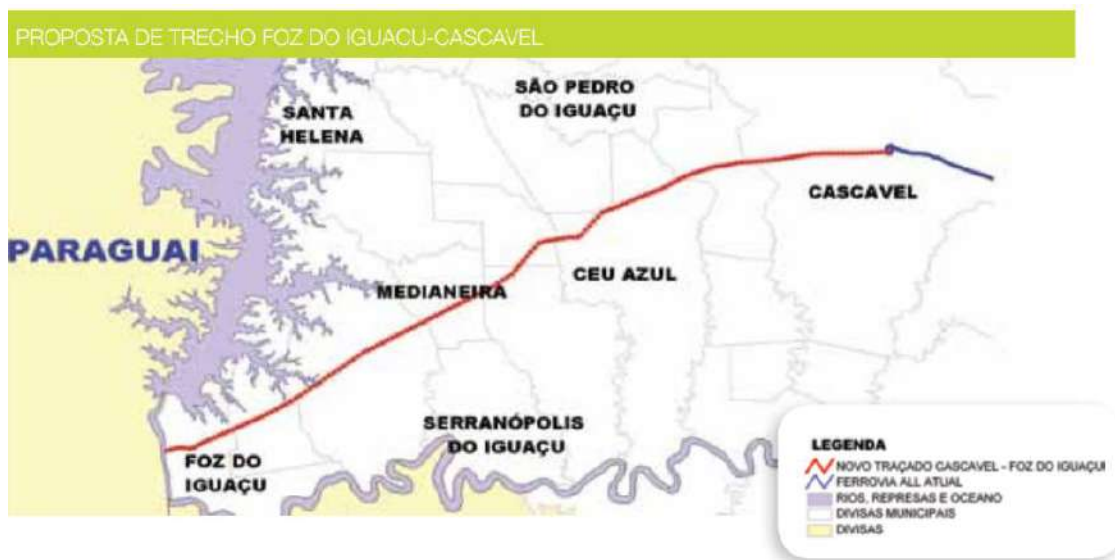 PROPOSTA DE TRECHO FOZ DO IGUACU-CASCAVEL
SANTA
HELENA
SÃO PEDRO
DO IGUAÇU
CASCAVEL
PARAGUAI
CEU AZUL
MEDIANEIRA
SERRANÓPOLIS
DO IGUAÇU
FOZ DO
IGUAÇU
LEGENDA
NOVO TRAÇADO CASCAVEL - FOZ DO IGUAÇUI
FERROVIA ALL ATUAL
RIOS, REPRESAS E OCEANO
DIVISAS MUNICIPAIS
DIVISAS